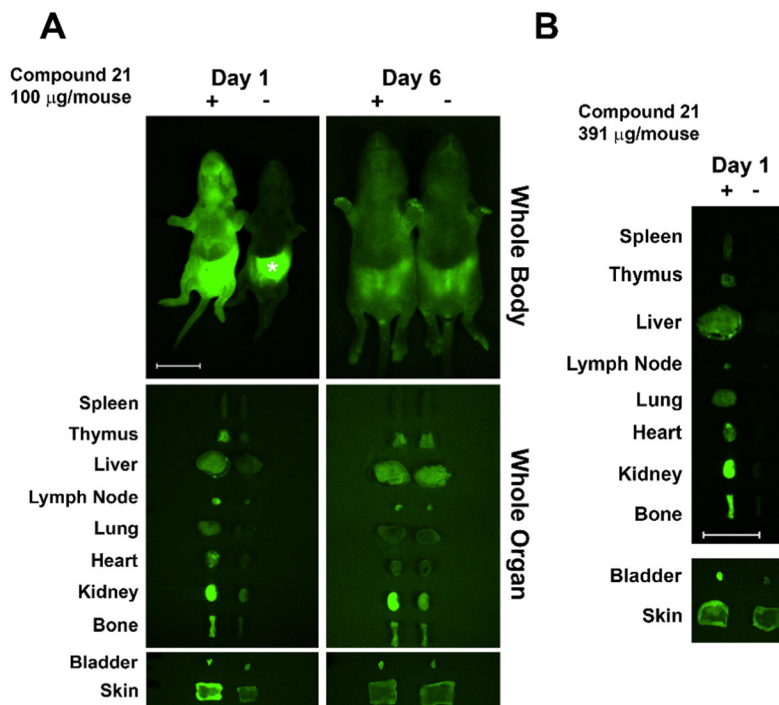 A
Compound 21
100 μg/mouse
Day 1
+ -
Day 6
+ -
*
Whole Body
Spleen
Thymus
Liver
Lymph Node
Lung
Heart
Kidney
Bone
Bladder
Skin
Whole Organ
B
Compound 21
391 μg/mouse
Day 1
+ -
Spleen
Thymus
Liver
Lymph Node
Lung
Heart
Kidney
Bone
Bladder
Skin